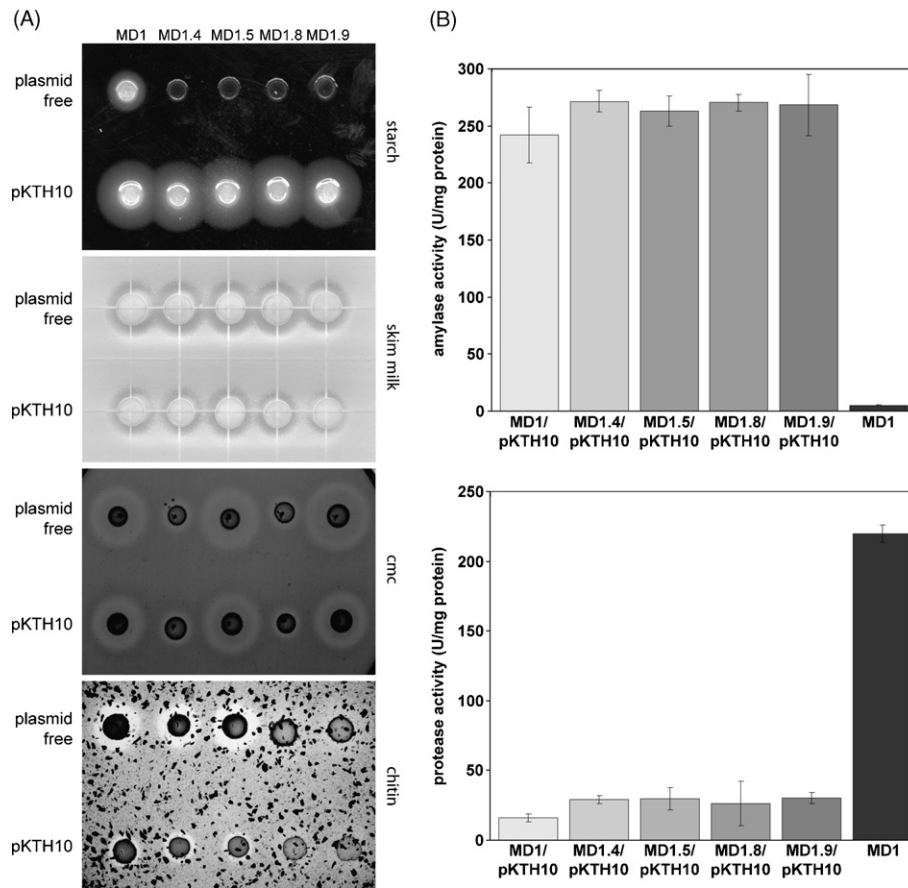 (A)
MD1 MD1.4 MD1.5 MD1.8 MD1.9
plasmid
free
pKTH10
starch
plasmid
free
pKTH10
skim milk
plasmid
free
pKTH10
cmc
plasmid
free
pKTH10
chitin
(B)
amylase activity (U/mg protein)
300
250
200
150
100
50
0
MD1/ MD1.4/ MD1.5/ MD1.8/ MD1.9/ MD1
pKTH10 pKTH10 pKTH10 pKTH10 pKTH10
protease activity (U/mg protein)
250
200
150
100
50
0
MD1/ MD1.4/ MD1.5/ MD1.8/ MD1.9/ MD1
pKTH10 pKTH10 pKTH10 pKTH10 pKTH10